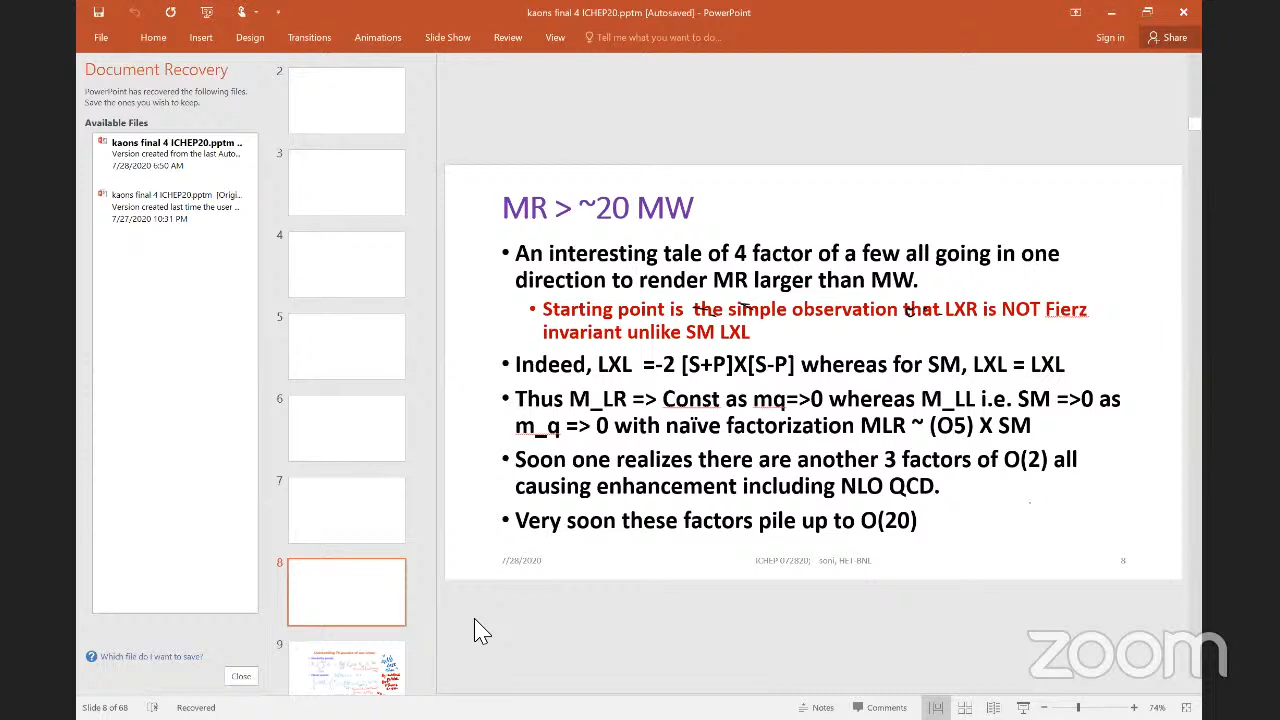 kaons final 4 ICHEP20.pptm [Autosaved] - PowerPoint
File Home Insert Design Transitions Animations Slide Show Review View Tell me what you want to do... Sign in Share
Document Recovery
PowerPoint has recovered the following files.
Save the ones you wish to keep.
Available Files
kaons final 4 ICHEP20.pptm ..
Version created from the last Auto...
7/28/2020 6:50 AM
kaons final 4 ICHEP20.pptm [Origi...
Version created last time the user ...
7/27/2020 10:31 PM
Which file do I want to save?
Close
2
3
4
5
6
7
8
9
MR > ~20 MW
• An interesting tale of 4 factor of a few all going in one
direction to render MR larger than MW.
• Starting point is the simple observation that LXR is NOT Fierz
invariant unlike SM LXL
• Indeed, LXL =-2 [S+P]X[S-P] whereas for SM, LXL = LXL
• Thus M_LR => Const as mq=>0 whereas M_LL i.e. SM =>0 as
m_q => 0 with naïve factorization MLR ~ (O5) X SM
• Soon one realizes there are another 3 factors of O(2) all
causing enhancement including NLO QCD.
• Very soon these factors pile up to O(20)
7/28/2020 ICHEP 072820; soni, HET-BNL 8
zoom
Slide 8 of 68 Recovered Notes Comments 74%